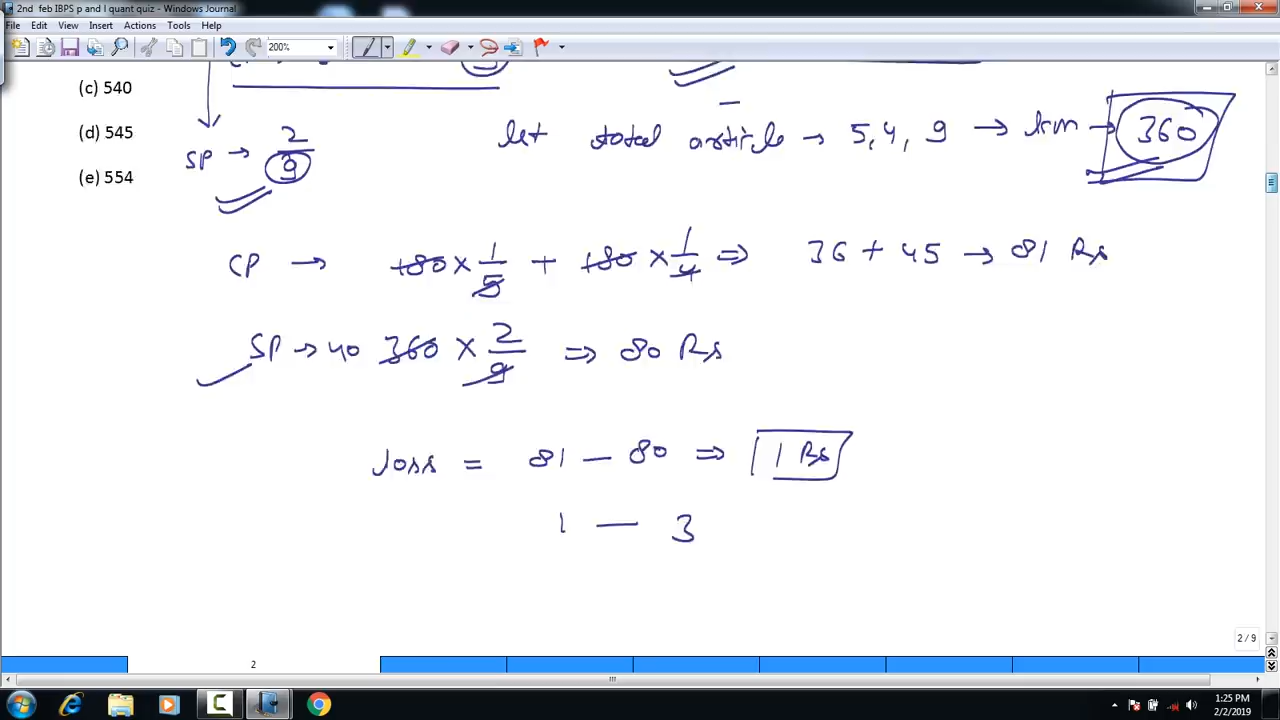 2nd feb IBPS p and I quant quiz - Windows Journal
File Edit View Insert Actions Tools Help
200%
(c) 540
(d) 545
(e) 554
SP → 2/9
let total article → 5, 4, 9 → lcm → 360
CP → 180 × 1/5 + 180 × 1/4 ⇒ 36 + 45 → 81 Rs
SP → 40 360 × 2/9 ⇒ 80 Rs
loss = 81 — 80 ⇒ 1 Rs
1 — 3
2 / 9
2
1:25 PM
2/2/2019